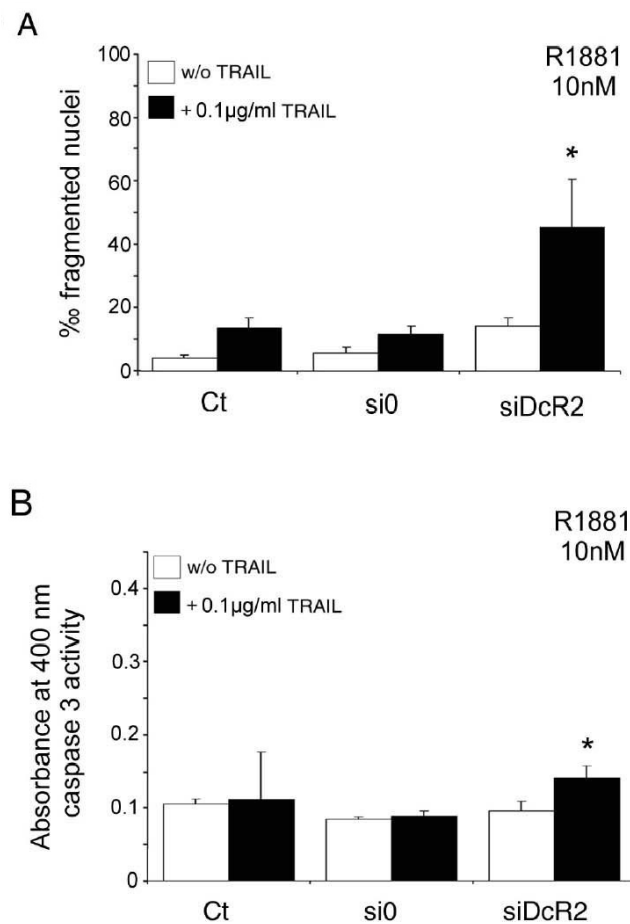 A
100
80
60
40
20
0
‰ fragmented nuclei
w/o TRAIL
+ 0.1µg/ml TRAIL
R1881
10nM
*
Ct si0 siDcR2
B
0.4
0.3
0.2
0.1
0
Absorbance at 400 nm
caspase 3 activity
w/o TRAIL
+ 0.1µg/ml TRAIL
R1881
10nM
*
Ct si0 siDcR2